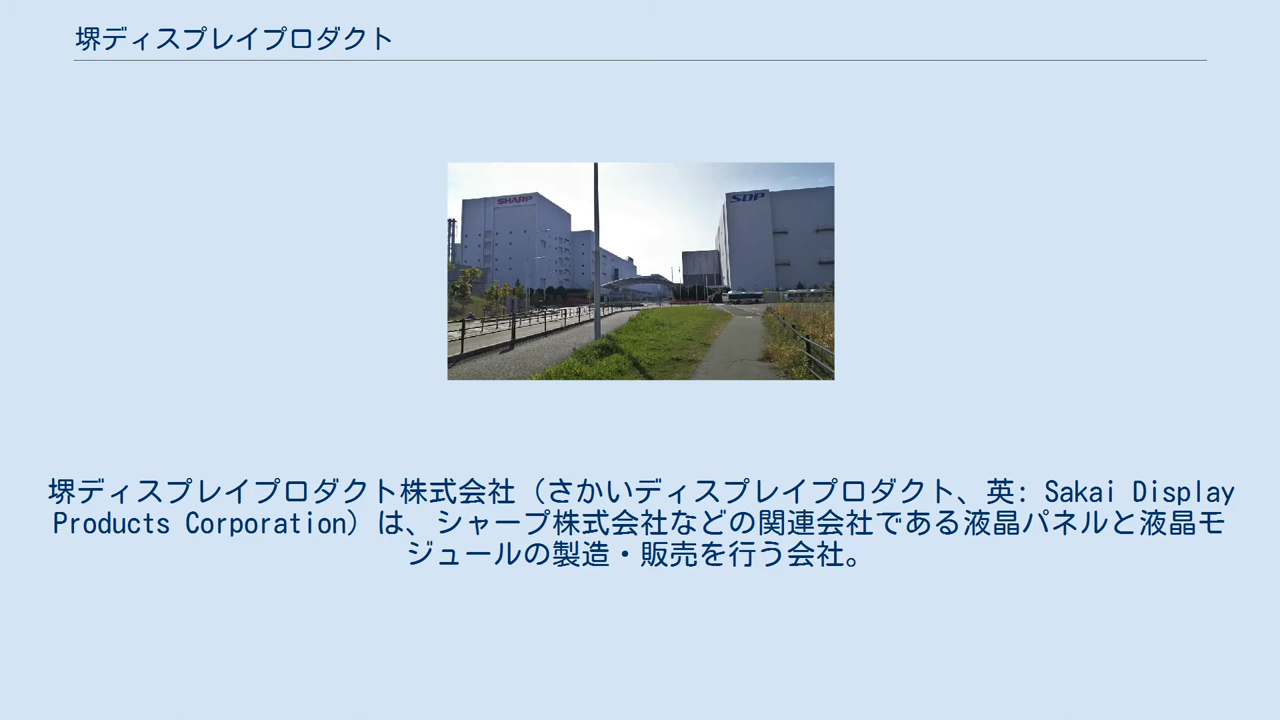 堺ディスプレイプロダクト
SHARP
SDP
堺ディスプレイプロダクト株式会社（さかいディスプレイプロダクト、英: Sakai Display
Products Corporation）は、シャープ株式会社などの関連会社である液晶パネルと液晶モ
ジュールの製造・販売を行う会社。